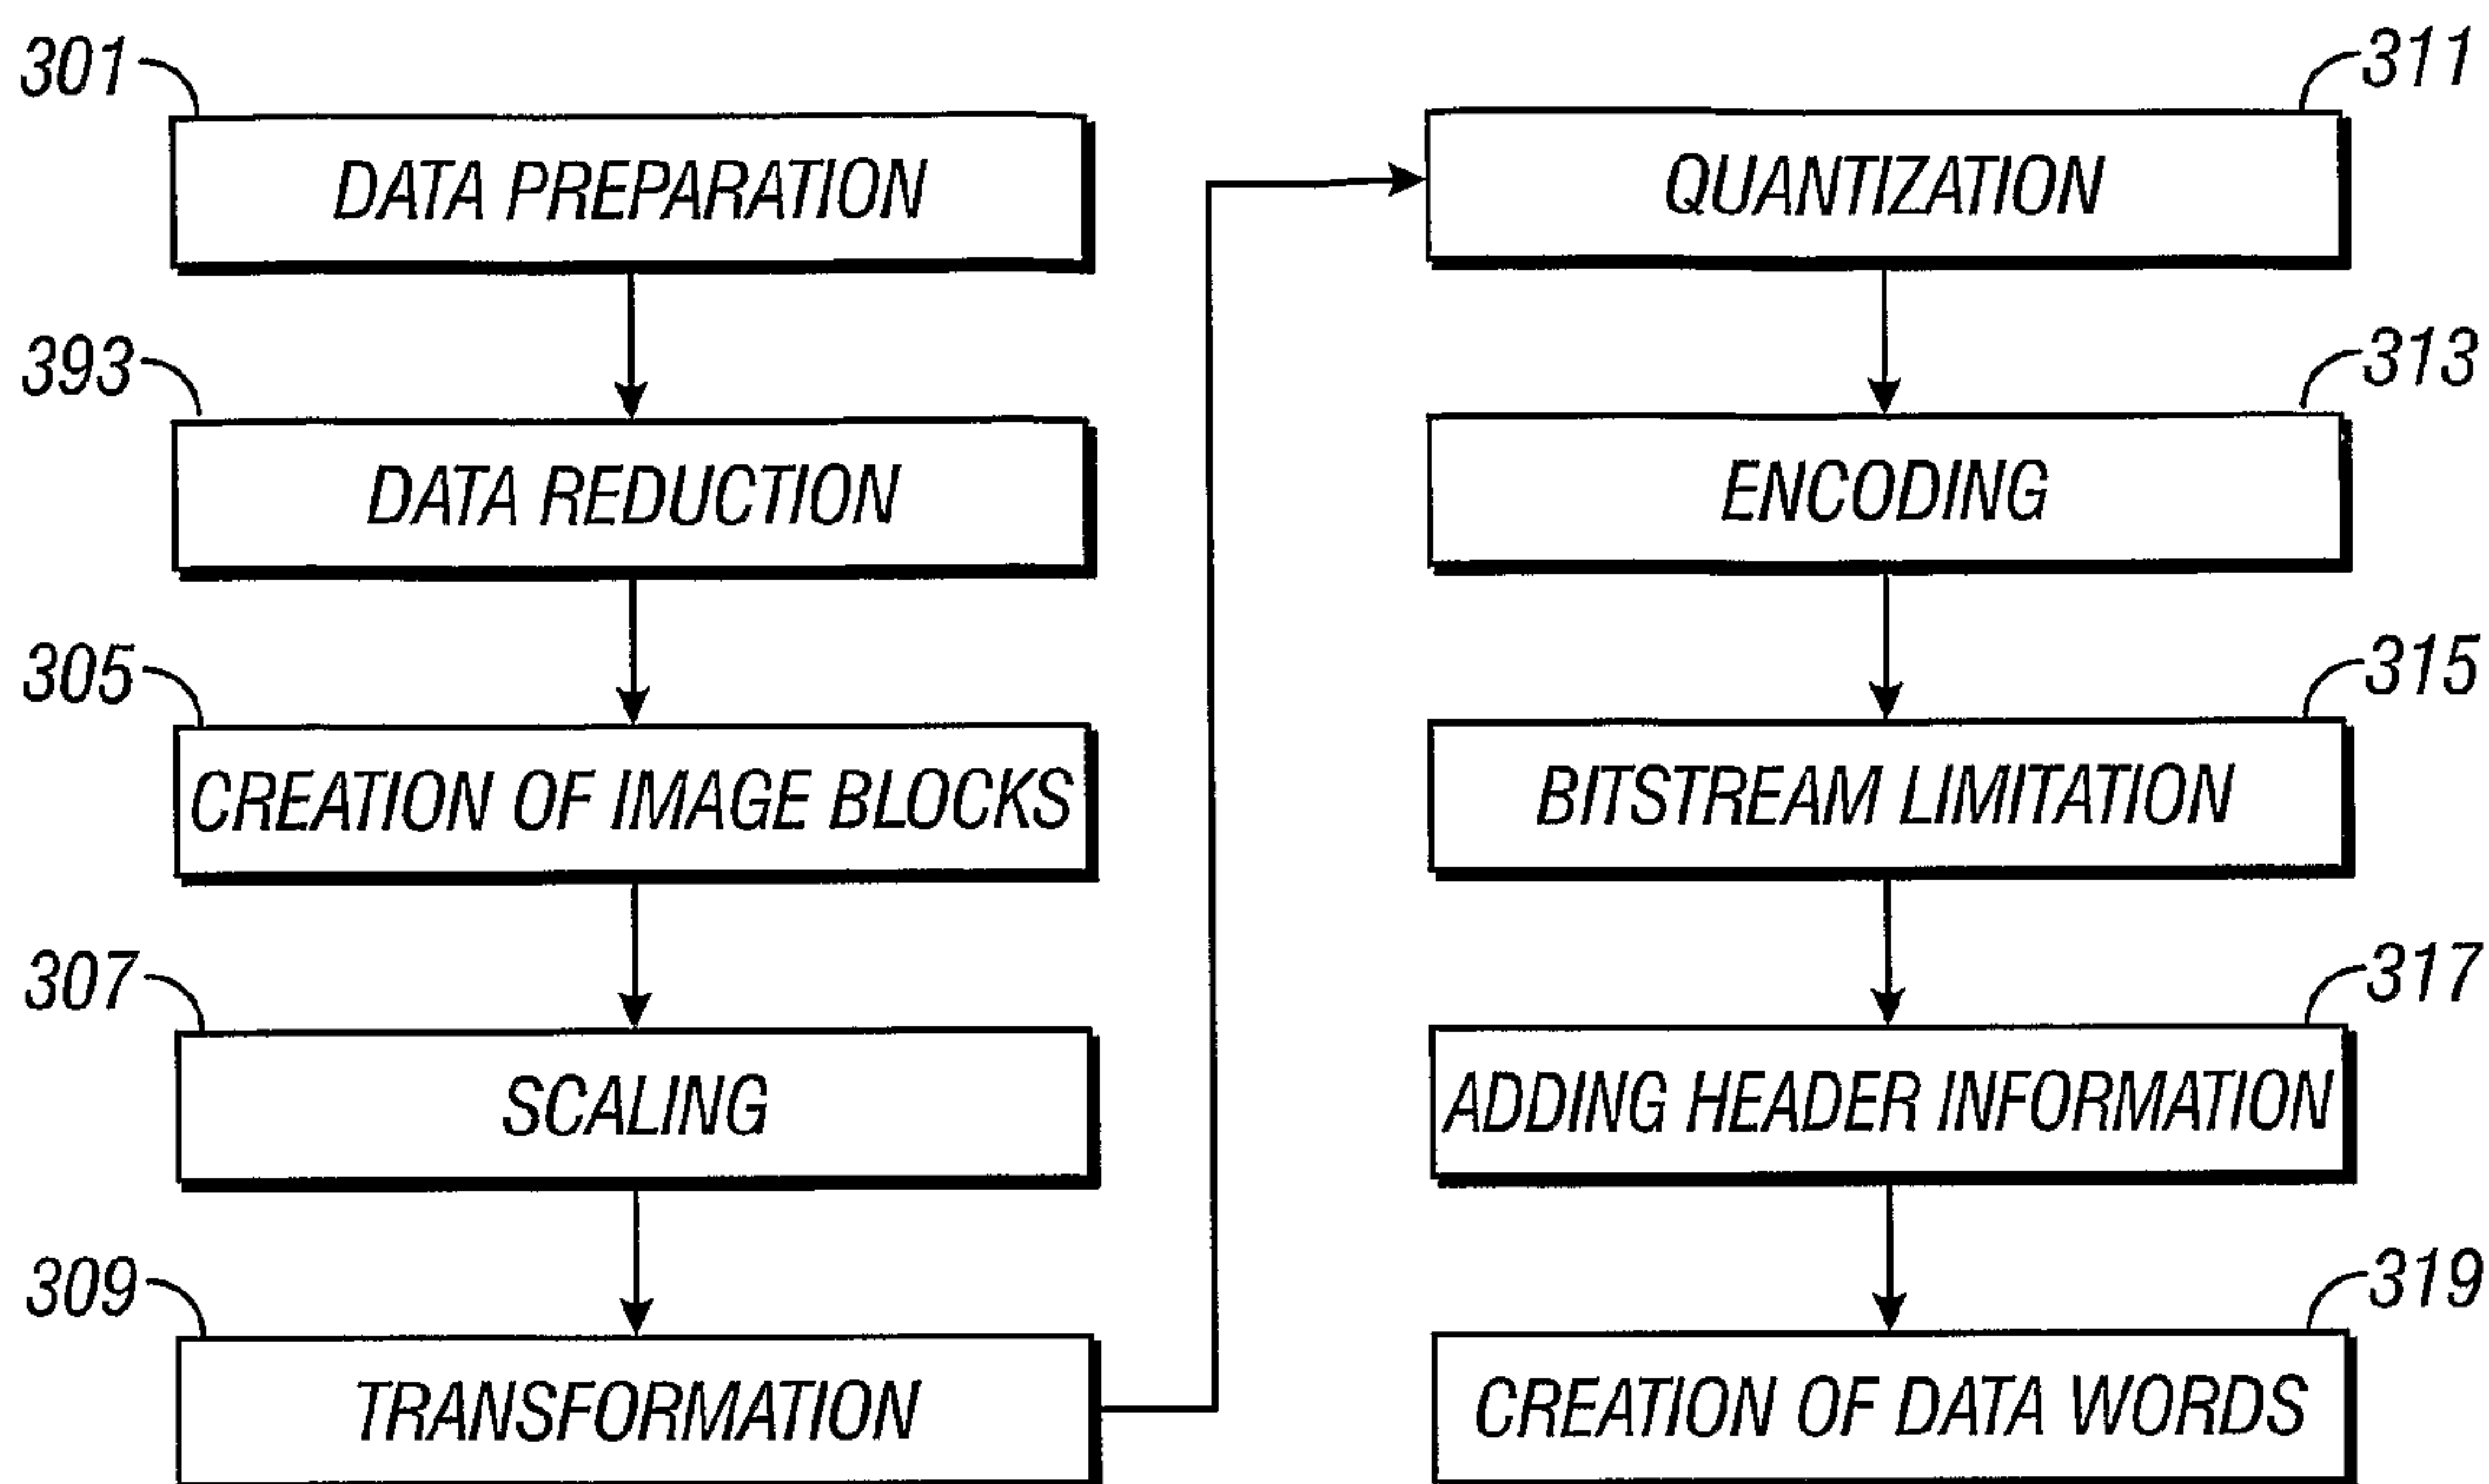 301
DATA PREPARATION
393
DATA REDUCTION
305
CREATION OF IMAGE BLOCKS
307
SCALING
309
TRANSFORMATION
311
QUANTIZATION
313
ENCODING
315
BITSTREAM LIMITATION
317
ADDING HEADER INFORMATION
319
CREATION OF DATA WORDS